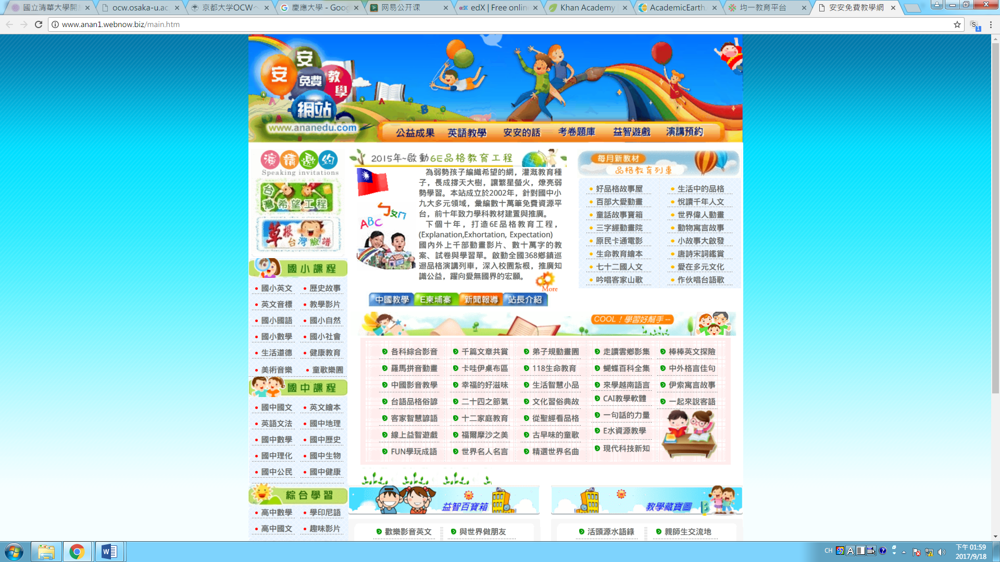 國立清華大學開
ocw.osaka-u.ac.
京都大学OCWへ
慶應大學 - Goog
网易公开课
edX | Free onlin
Khan Academy
AcademicEarth.
均一教育平台
安安免費教學網
www.anan1.webnow.biz/main.htm
安安免費教學網站
www.ananedu.com
公益成果 英語教學 安安的話 考卷題庫 益智遊戲 演講預約
演講邀約
Speaking invitations
台灣希望工程
草根台灣臉譜
國小課程
國小英文 歷史故事
英文音標 教學影片
國小國語 國小自然
國小數學 國小社會
生活道德 健康教育
美術音樂 童歌樂園
國中課程
國中國文 英文繪本
英語文法 國中地理
國中數學 國中歷史
國中理化 國中生物
國中公民 國中健康
綜合學習
高中數學 學印尼語
高中國文 趣味影片
2015年~啟動6E品格教育工程
ㄅㄆㄇ
ABC
為弱勢孩子編織希望的網，灌溉教育種
子，長成撐天大樹，讓繁星螢火，燎亮弱
勢學習。本站成立於2002年，針對國中小
九大多元領域，彙編數十萬筆免費資源平
台，前十年致力學科教材建置與推廣。
下個十年，打造6E品格教育工程，
(Explanation,Exhortation, Expectation)
國內外上千部動畫影片、數十萬字的教
案、試卷與學習單。啟動全國368鄉鎮巡
迴品格演講列車，深入校園紮根，推廣知
識公益，躍向愛無國界的宏願。
More
中國教學 E柬埔寨 新聞報導 站長介紹
每月新教材
品格教育列車
好品格故事屋 生活中的品格
百部大愛動畫 悅讀千年人文
童話故事寶箱 世界偉人動畫
三字經動畫院 動物寓言故事
原民卡通電影 小故事大啟發
生命教育繪本 唐詩宋詞鑑賞
七十二國人文 愛在多元文化
吟唱客家山歌 作伙唱台語歌
COOL！學習好幫手--
各科綜合影音 千篇文章共賞 弟子規動畫園 走讀雲鄉影集 棒棒英文探險
羅馬拼音動畫 卡哇伊桌布區 118生命教育 蝴蝶百科全集 中外格言佳句
中國影音教學 幸福的好滋味 生活智慧小品 來學越南語言 伊索寓言故事
台語品格俗諺 二十四之節氣 文化習俗典故 CAI教學軟體 一起來說客語
客家智慧諺語 十二家庭教育 從聖經看品格 一句話的力量
線上益智遊戲 福爾摩沙之美 古早味的童歌 E水資源教學
FUN學玩成語 世界名人名言 精選世界名曲 現代科技新知
益智百寶箱
教學藏寶圖
歡樂影音英文 與世界做朋友
活頭源水語錄 親師生交流地
CH
下午 01:59
2017/9/18